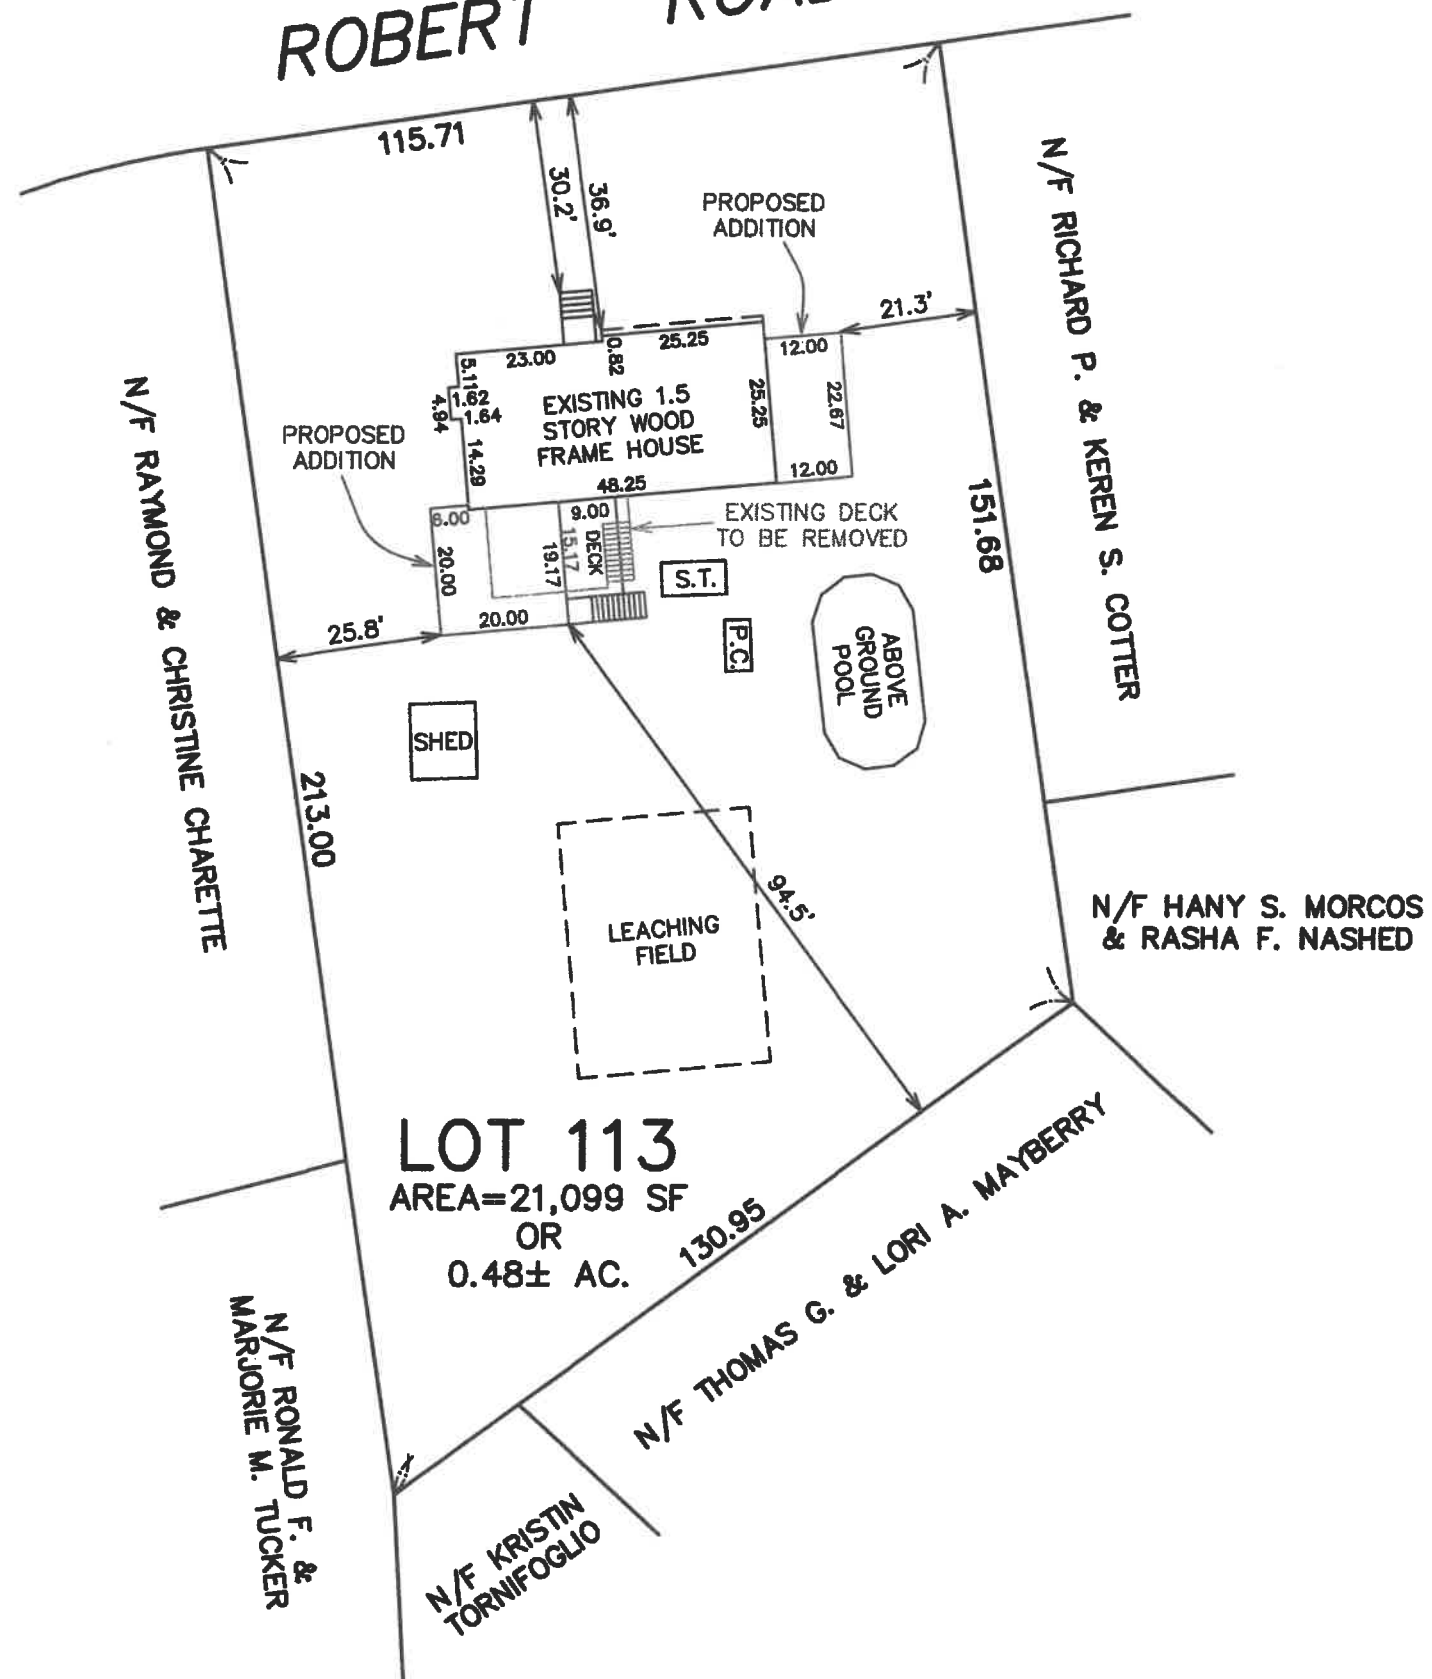 ROBERT ROAD
115.71
30.2'
36.9'
PROPOSED
ADDITION
21.3'
N/F RICHARD P. & KEREN S. COTTER
23.00
25.25
12.00
0.82
5.11
1.62
4.94
1.64
14.29
EXISTING 1.5
STORY WOOD
FRAME HOUSE
25.25
22.67
12.00
48.25
N/F RAYMOND & CHRISTINE CHARETTE
PROPOSED
ADDITION
6.00
20.00
9.00
DECK
15.17
19.17
20.00
EXISTING DECK
TO BE REMOVED
151.68
S.T.
P.C.
ABOVE
GROUND
POOL
25.8'
SHED
213.00
LEACHING
FIELD
94.5'
N/F HANY S. MORCOS
& RASHA F. NASHED
LOT 113
AREA=21,099 SF
OR
0.48± AC.
130.95
N/F THOMAS G. & LORI A. MAYBERRY
N/F RONALD F. &
MARJORIE M. TUCKER
N/F KRISTIN
TORNIFOGLIO